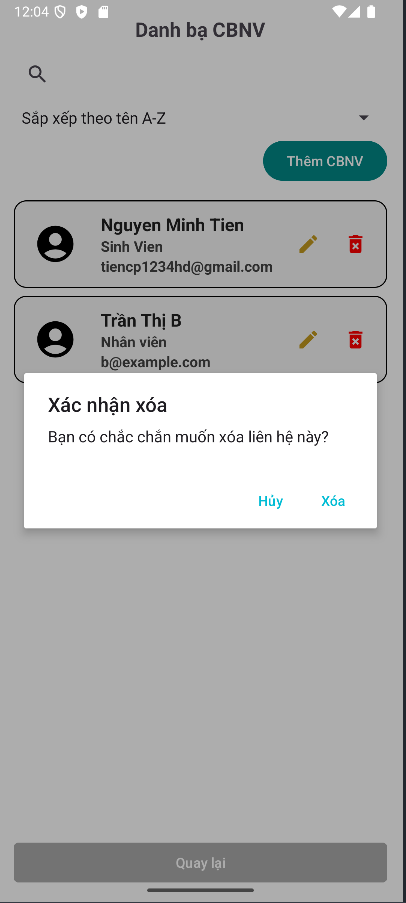 12:04
Danh bạ CBNV
Sắp xếp theo tên A-Z
Thêm CBNV
Nguyen Minh Tien
Sinh Vien
tiencp1234hd@gmail.com
Trần Thị B
Nhân viên
b@example.com
Xác nhận xóa
Bạn có chắc chắn muốn xóa liên hệ này?
Hủy Xóa
Quay lại